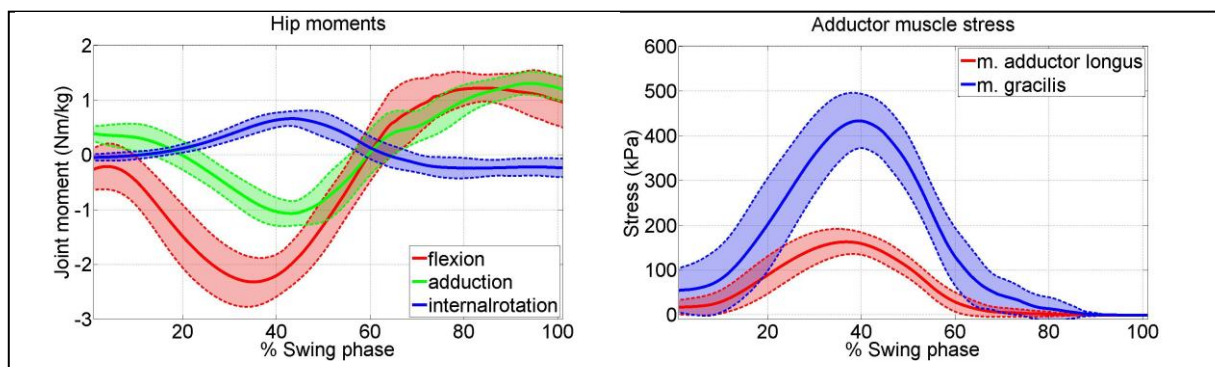 Hip moments
Joint moment (Nm/kg)
2
1
0
-1
-2
-3
20
40
60
80
100
% Swing phase
flexion
adduction
internalrotation
Adductor muscle stress
Stress (kPa)
600
500
400
300
200
100
0
20
40
60
80
100
% Swing phase
m. adductor longus
m. gracilis